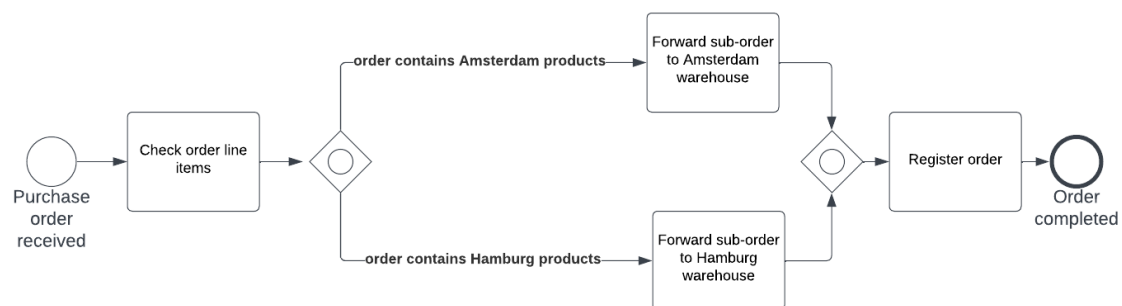 Purchase
order
received
Check order line
items
order contains Amsterdam products
order contains Hamburg products
Forward sub-order
to Amsterdam
warehouse
Forward sub-order
to Hamburg
warehouse
Register order
Order
completed